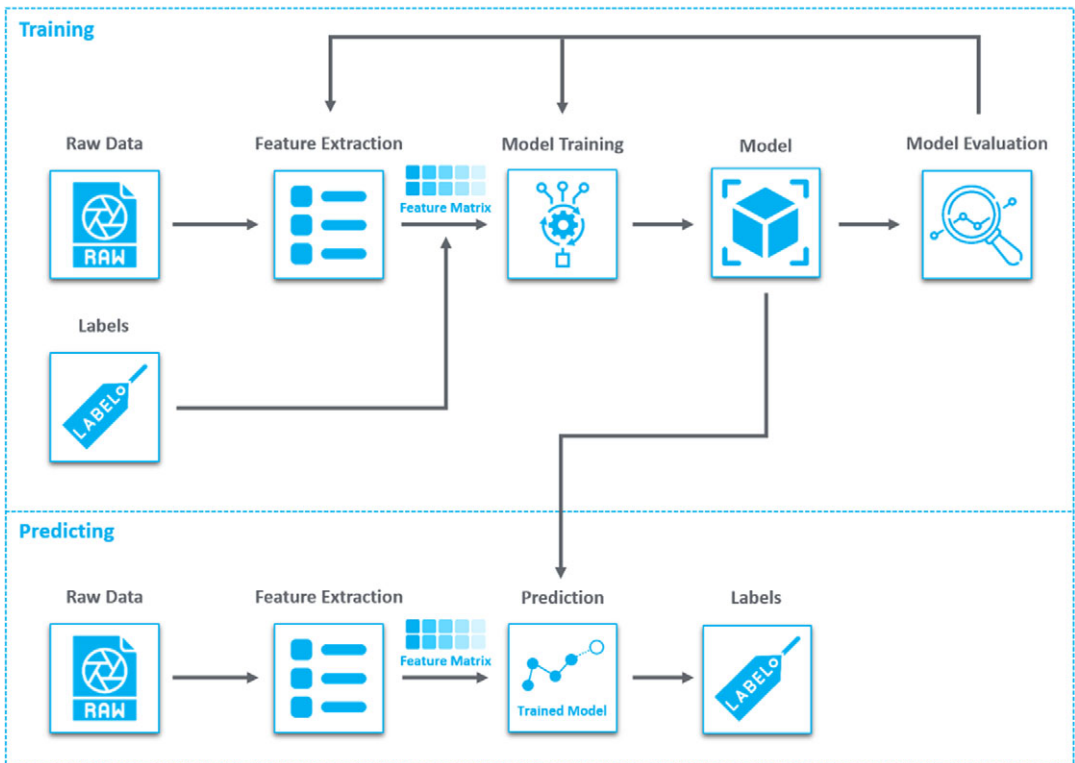 Training
Raw Data
Feature Extraction
Model Training
Model
Model Evaluation
Feature Matrix
RAW
Labels
LABEL
Predicting
Raw Data
Feature Extraction
Prediction
Labels
Feature Matrix
RAW
Trained Model
LABEL